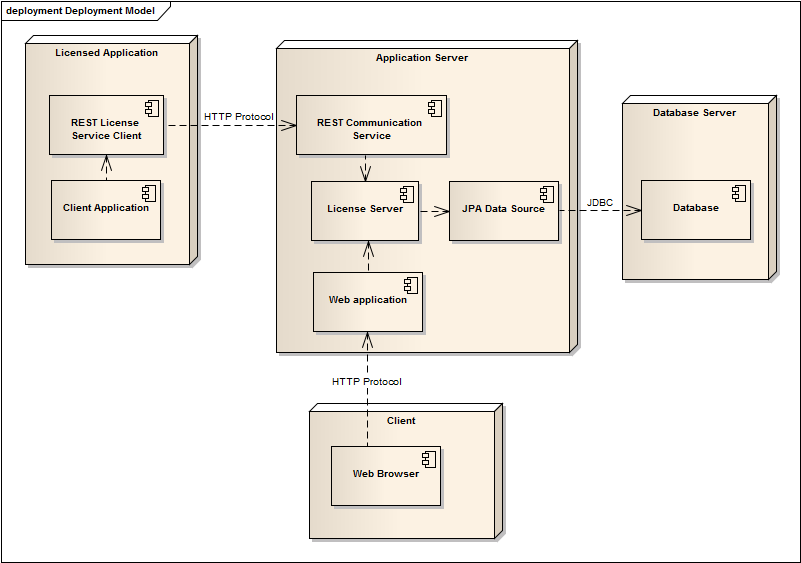 deployment Deployment Model
Licensed Application
REST License
Service Client
Client Application
HTTP Protocol
Application Server
REST Communication
Service
License Server
JPA Data Source
Web application
JDBC
Database Server
Database
HTTP Protocol
Client
Web Browser